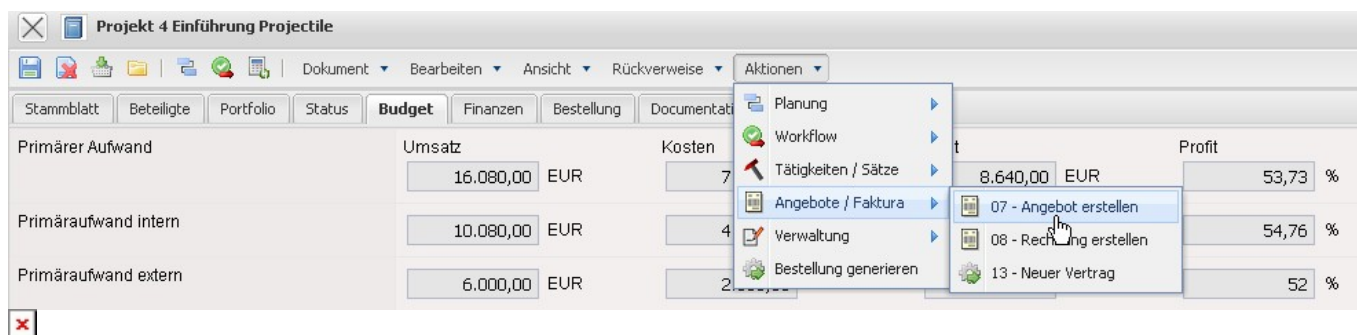 Projekt 4 Einführung Projectile
Dokument Bearbeiten Ansicht Rückverweise Aktionen
Stammblatt Beteiligte Portfolio Status Budget Finanzen Bestellung
Planung
Workflow
Tätigkeiten / Sätze
Angebote / Faktura
Verwaltung
Bestellung generieren
07 - Angebot erstellen
08 - Rechnung erstellen
13 - Neuer Vertrag
Primärer Aufwand Umsatz Kosten Profit
16.080,00 EUR 8.640,00 EUR 53,73 %
Primäraufwand intern 10.080,00 EUR 54,76 %
Primäraufwand extern 6.000,00 EUR 52 %